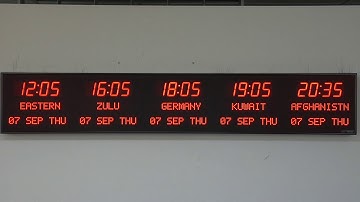 12:05 16:05 18:05 19:05 20:35
EASTERN ZULU GERMANY KUWAIT AFGHANISTN
07 SEP THU 07 SEP THU 07 SEP THU 07 SEP THU 07 SEP THU